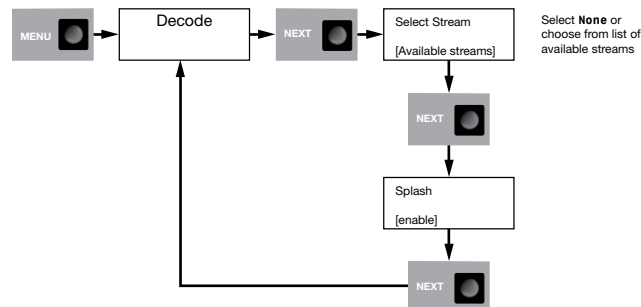 MENU
Decode
NEXT
Select Stream
[Available streams]
Select None or
choose from list of
available streams
NEXT
Splash
[enable]
NEXT